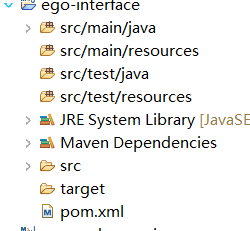 ego-interface
src/main/java
src/main/resources
src/test/java
src/test/resources
JRE System Library [JavaSE
Maven Dependencies
src
target
pom.xml